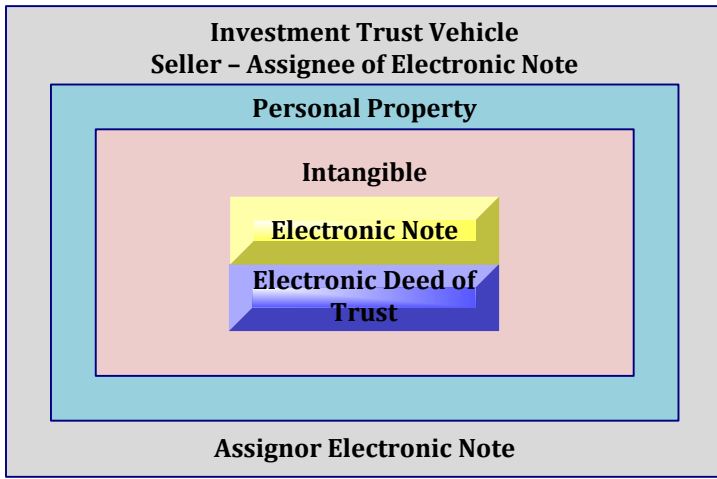 Investment Trust Vehicle
Seller – Assignee of Electronic Note
Personal Property
Intangible
Electronic Note
Electronic Deed of
Trust
Assignor Electronic Note